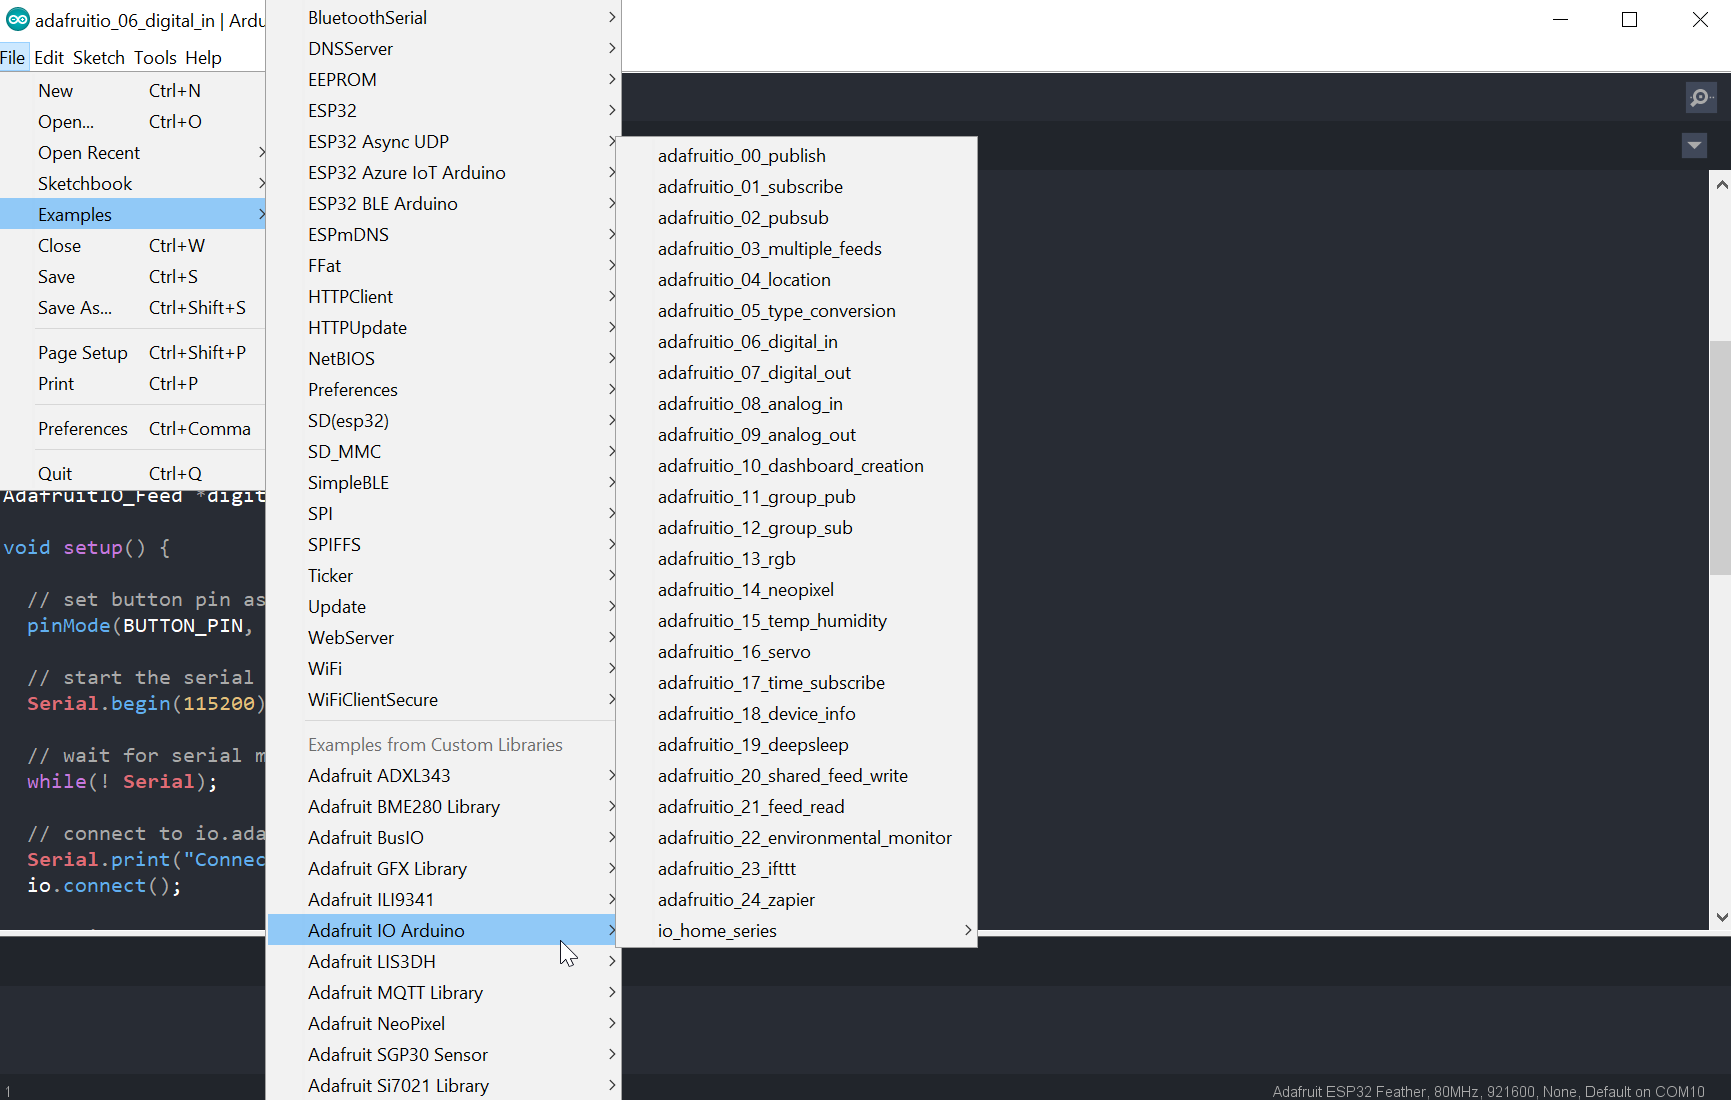 adafruitio_06_digital_in | Ardu
File Edit Sketch Tools Help
New Ctrl+N
Open... Ctrl+O
Open Recent
Sketchbook
Examples
Close Ctrl+W
Save Ctrl+S
Save As... Ctrl+Shift+S
Page Setup Ctrl+Shift+P
Print Ctrl+P
Preferences Ctrl+Comma
Quit Ctrl+Q
AdafruitIO_Feed *digit
void setup() {
// set button pin as
pinMode(BUTTON_PIN,
// start the serial
Serial.begin(115200)
// wait for serial m
while(! Serial);
// connect to io.ada
Serial.print("Connec
io.connect();
1
BluetoothSerial
DNSServer
EEPROM
ESP32
ESP32 Async UDP
ESP32 Azure IoT Arduino
ESP32 BLE Arduino
ESPmDNS
FFat
HTTPClient
HTTPUpdate
NetBIOS
Preferences
SD(esp32)
SD_MMC
SimpleBLE
SPI
SPIFFS
Ticker
Update
WebServer
WiFi
WiFiClientSecure
Examples from Custom Libraries
Adafruit ADXL343
Adafruit BME280 Library
Adafruit BusIO
Adafruit GFX Library
Adafruit ILI9341
Adafruit IO Arduino
Adafruit LIS3DH
Adafruit MQTT Library
Adafruit NeoPixel
Adafruit SGP30 Sensor
Adafruit Si7021 Library
adafruitio_00_publish
adafruitio_01_subscribe
adafruitio_02_pubsub
adafruitio_03_multiple_feeds
adafruitio_04_location
adafruitio_05_type_conversion
adafruitio_06_digital_in
adafruitio_07_digital_out
adafruitio_08_analog_in
adafruitio_09_analog_out
adafruitio_10_dashboard_creation
adafruitio_11_group_pub
adafruitio_12_group_sub
adafruitio_13_rgb
adafruitio_14_neopixel
adafruitio_15_temp_humidity
adafruitio_16_servo
adafruitio_17_time_subscribe
adafruitio_18_device_info
adafruitio_19_deepsleep
adafruitio_20_shared_feed_write
adafruitio_21_feed_read
adafruitio_22_environmental_monitor
adafruitio_23_ifttt
adafruitio_24_zapier
io_home_series
Adafruit ESP32 Feather, 80MHz, 921600, None, Default on COM10